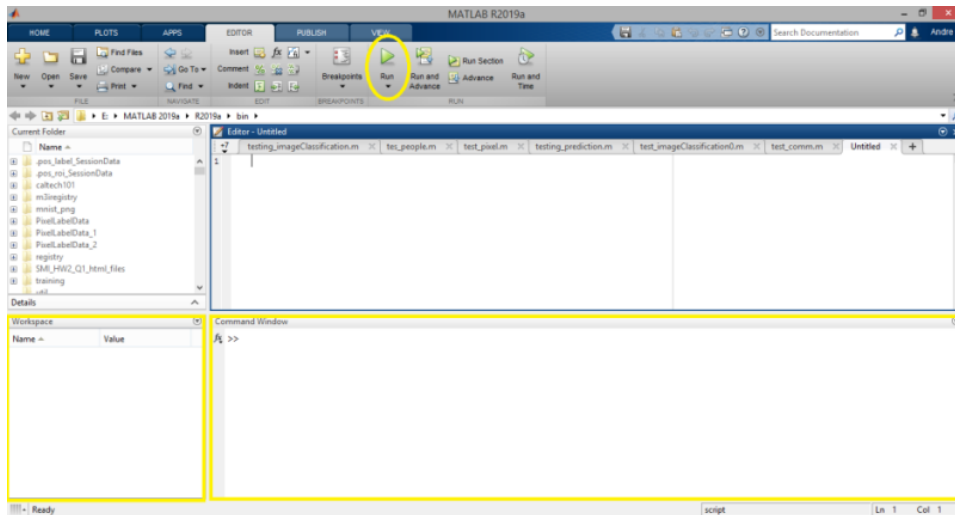 MATLAB R2019a
HOME PLOTS APPS EDITOR PUBLISH VIEW Search Documentation Andre
New Open Save Find Files Compare Print Go To Find Insert fx Comment Indent Breakpoints Run Run and Advance Run Section Advance Run and Time
FILE NAVIGATE EDIT BREAKPOINTS RUN
E: MATLAB 2019a R2019a bin
Current Folder
Name
.pos_label_SessionData
.pos_roi_SessionData
caltech101
m3iregistry
mnist_png
PixelLabelData
PixelLabelData_1
PixelLabelData_2
registry
SMI_HW2_Q1_html_files
training
util
Details
Editor - Untitled
testing_imageClassification.m tes_people.m test_pixel.m testing_prediction.m test_imageClassification0.m test_comm.m Untitled
1
Workspace
Name Value
Command Window
fx >>
Ready script Ln 1 Col 1